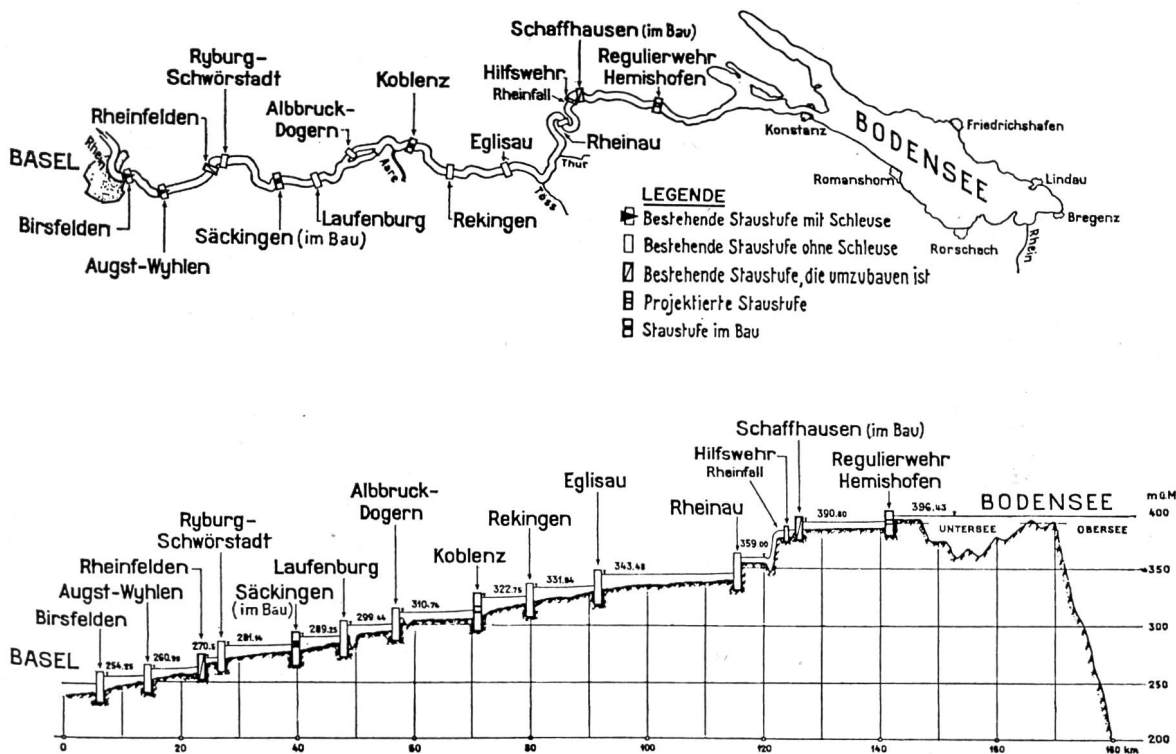 Schaffhausen (im Bau)
Ryburg-
Schwörstadt
Koblenz
Hilfswehr
Rheinfall
Regulierwehr
Hemishofen
Rheinfelden
Albbruck-
Dogern
Eglisau
Rheinau
Konstanz
BODENSEE
Friedrichshafen
BASEL
Rhein
Aare
Thur
Töss
Romanshorn
Lindau
Bregenz
Rorschach
Rhein
Birsfelden
Augst-Wyhlen
Säckingen (im Bau)
Laufenburg
Rekingen
LEGENDE
Bestehende Staustufe mit Schleuse
Bestehende Staustufe ohne Schleuse
Bestehende Staustufe, die umzubauen ist
Projektierte Staustufe
Staustufe im Bau
Schaffhausen (im Bau)
Hilfswehr
Rheinfall
Regulierwehr
Hemishofen
Eglisau
Rheinau
BODENSEE
m ü.M
Albbruck-
Dogern
Rekingen
Koblenz
Ryburg-
Schwörstadt
Laufenburg
Rheinfelden
Säckingen
(im Bau)
Augst-Wyhlen
Birsfelden
BASEL
UNTERSEE
OBERSEE
254.25
260.98
270.5
281.94
289.25
299.44
310.74
322.75
331.84
343.48
359.00
390.80
396.43
400
350
300
250
200
0 20 40 60 80 100 120 140 160 180 km